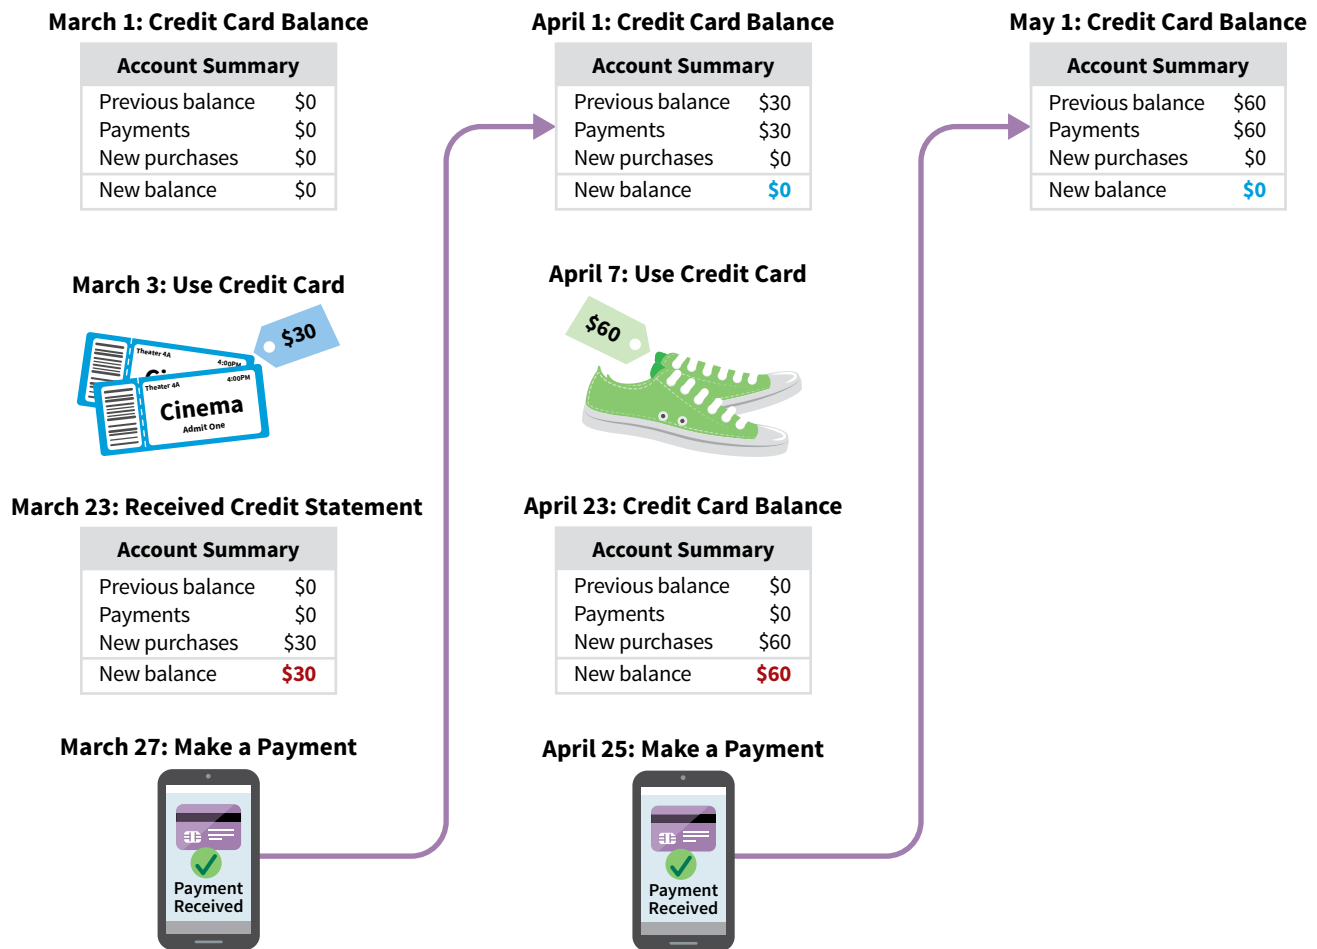 March 1: Credit Card Balance
Account Summary
Previous balance $0
Payments $0
New purchases $0
New balance $0
March 3: Use Credit Card
$30
Theater 4A
4:00PM
Theater 4A
4:00PM
Cinema
Admit One
March 23: Received Credit Statement
Account Summary
Previous balance $0
Payments $0
New purchases $30
New balance $30
March 27: Make a Payment
Payment
Received
April 1: Credit Card Balance
Account Summary
Previous balance $30
Payments $30
New purchases $0
New balance $0
April 7: Use Credit Card
$60
April 23: Credit Card Balance
Account Summary
Previous balance $0
Payments $0
New purchases $60
New balance $60
April 25: Make a Payment
Payment
Received
May 1: Credit Card Balance
Account Summary
Previous balance $60
Payments $60
New purchases $0
New balance $0